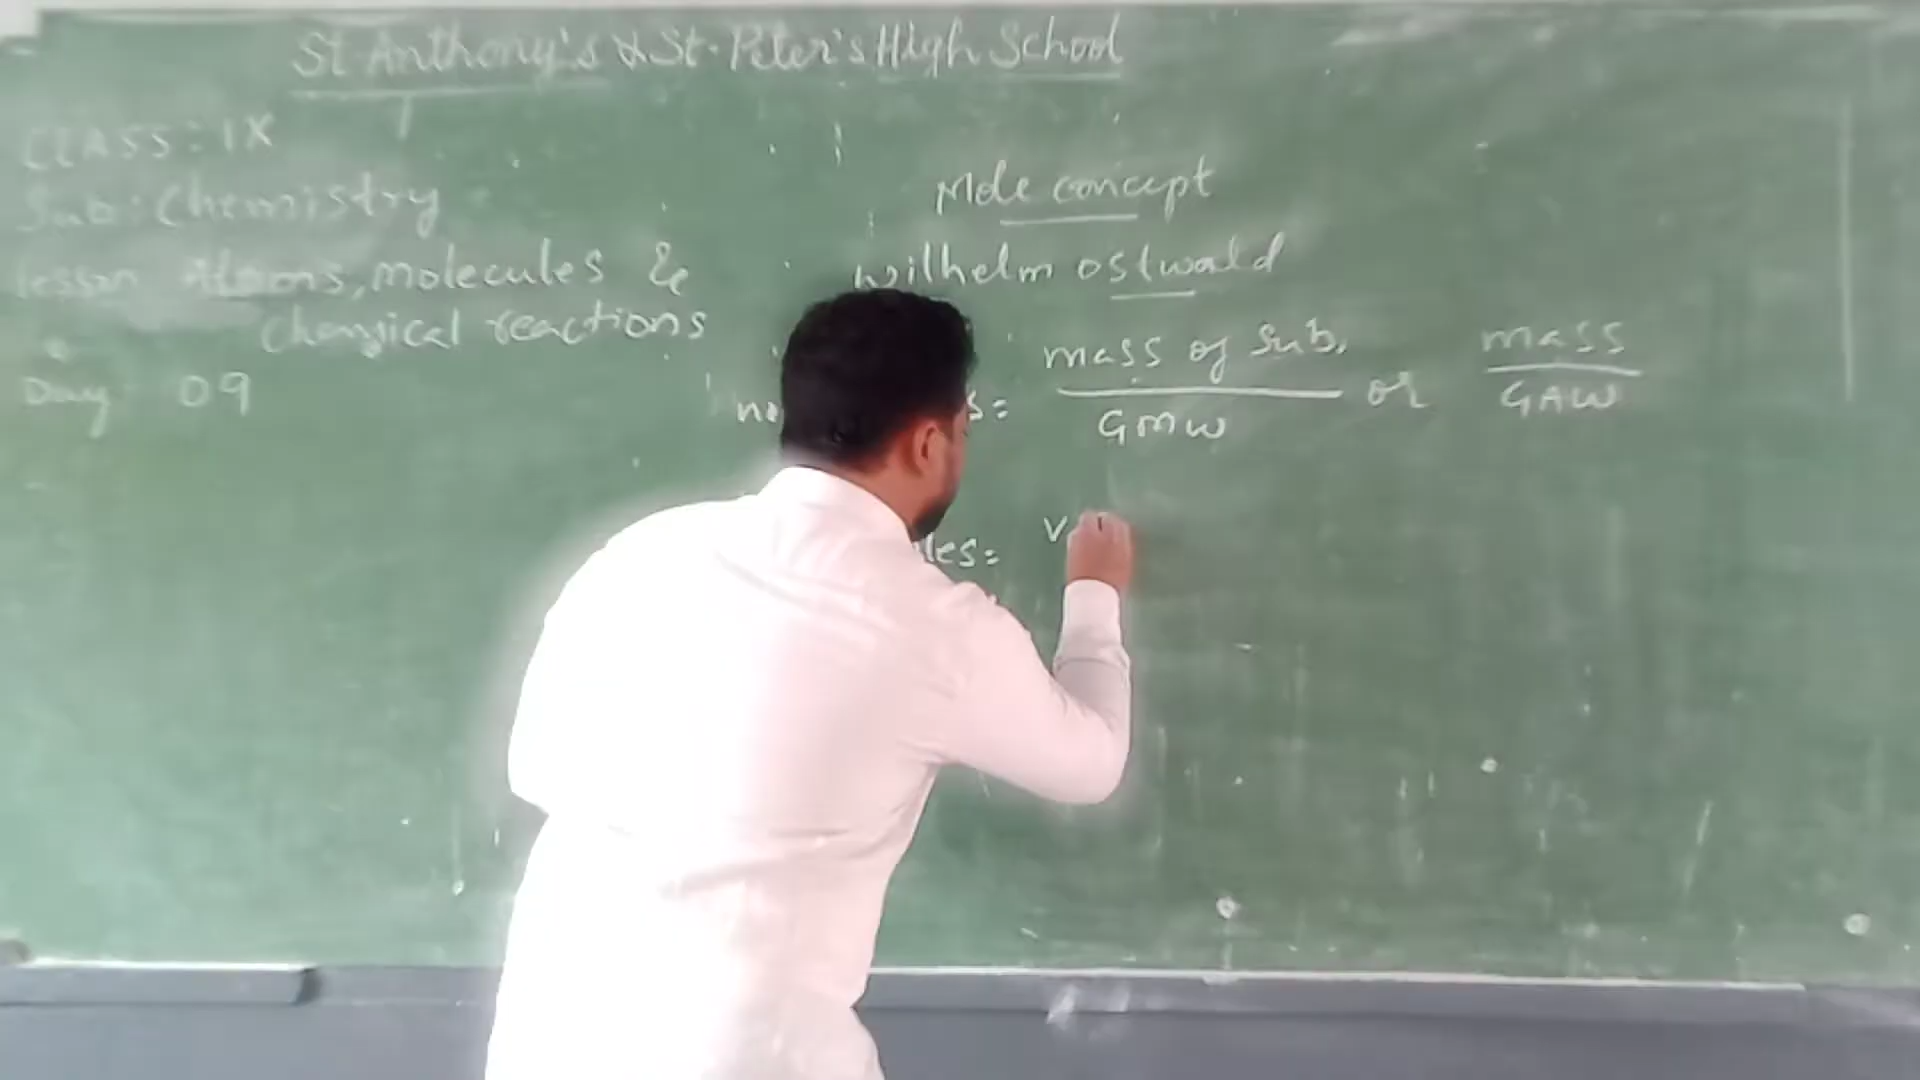 St. Anthony's & St. Peter's High School
CLASS: IX
Sub: Chemistry
lesson Atoms, molecules &
chemical reactions
Day 09
Mole concept
wilhelm ostwald
no s= mass of Sub. / GMW or mass / GAW
les= v